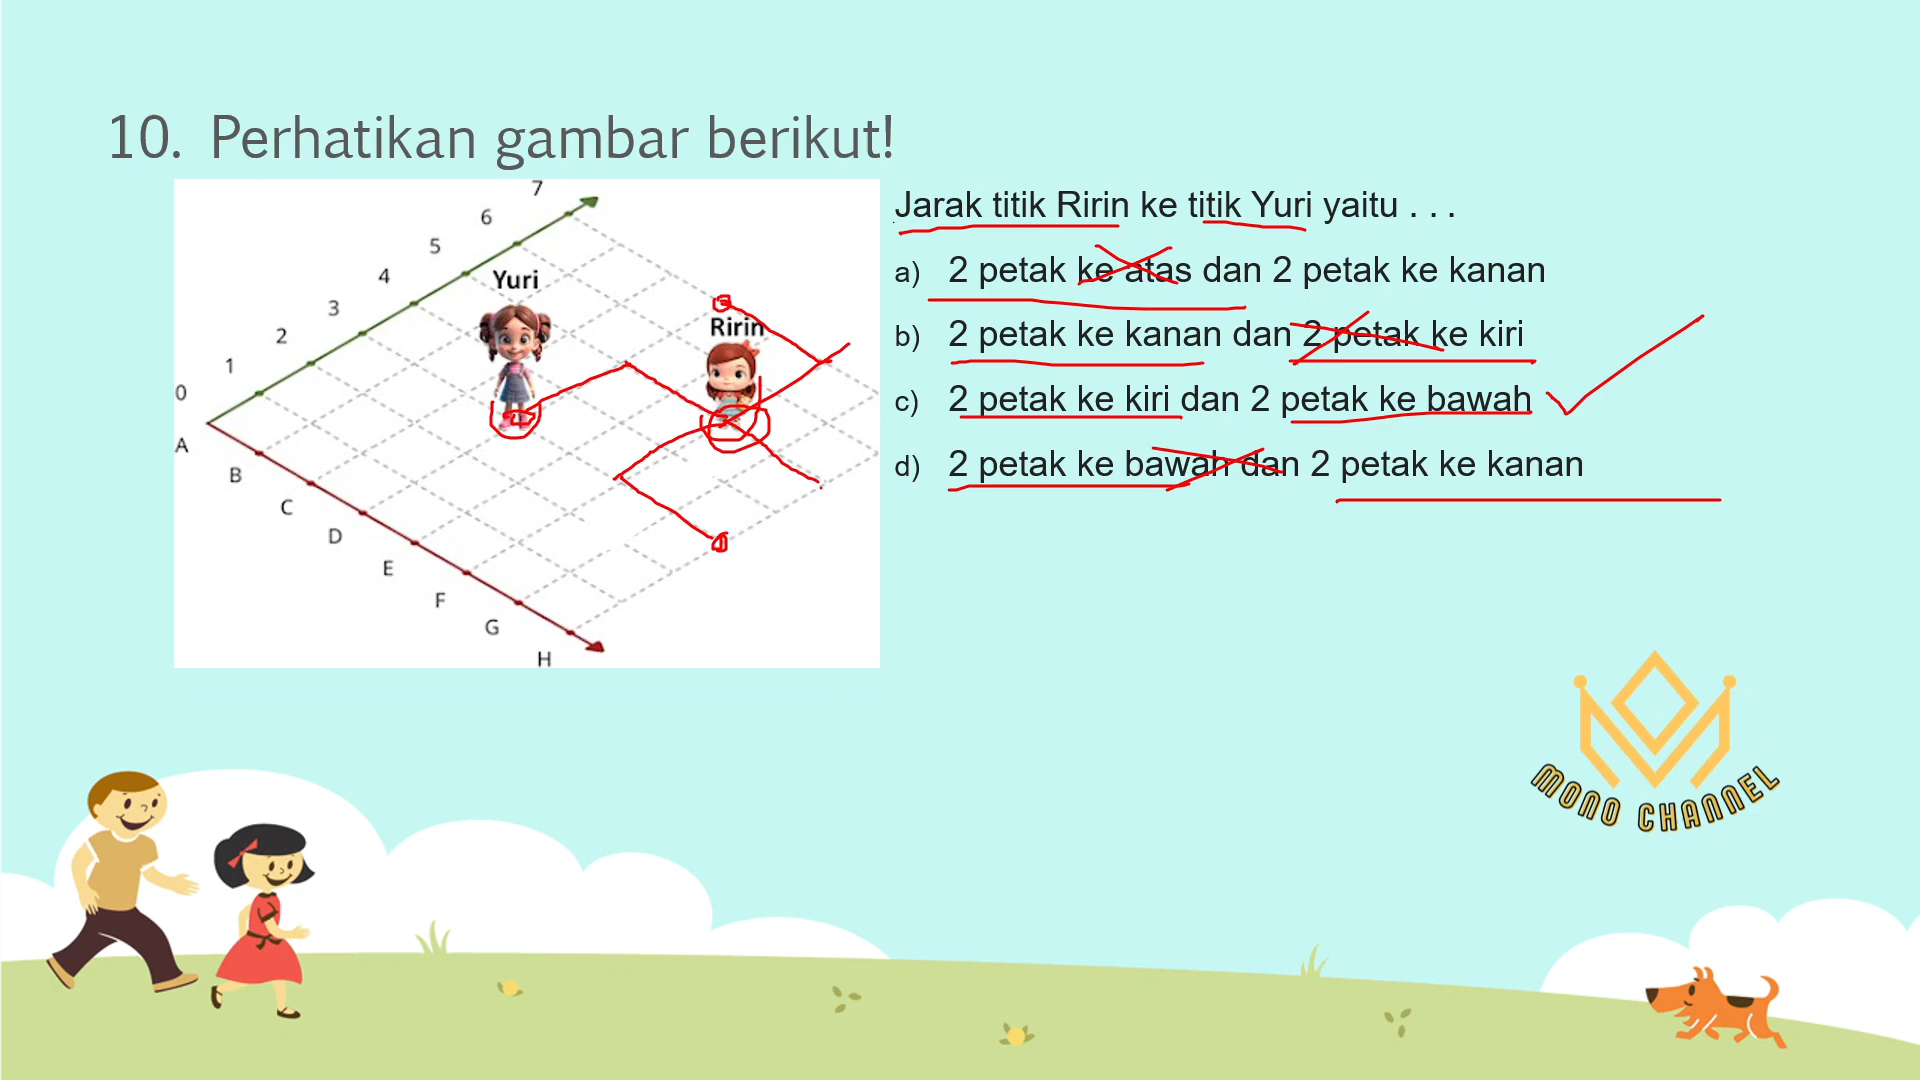 10. Perhatikan gambar berikut!
Jarak titik Ririn ke titik Yuri yaitu . . .
a) 2 petak ke atas dan 2 petak ke kanan
b) 2 petak ke kanan dan 2 petak ke kiri
c) 2 petak ke kiri dan 2 petak ke bawah
d) 2 petak ke bawah dan 2 petak ke kanan
7
6
5
4
3
2
1
0
Yuri
Ririn
A
B
C
D
E
F
G
H
MONO CHANNEL